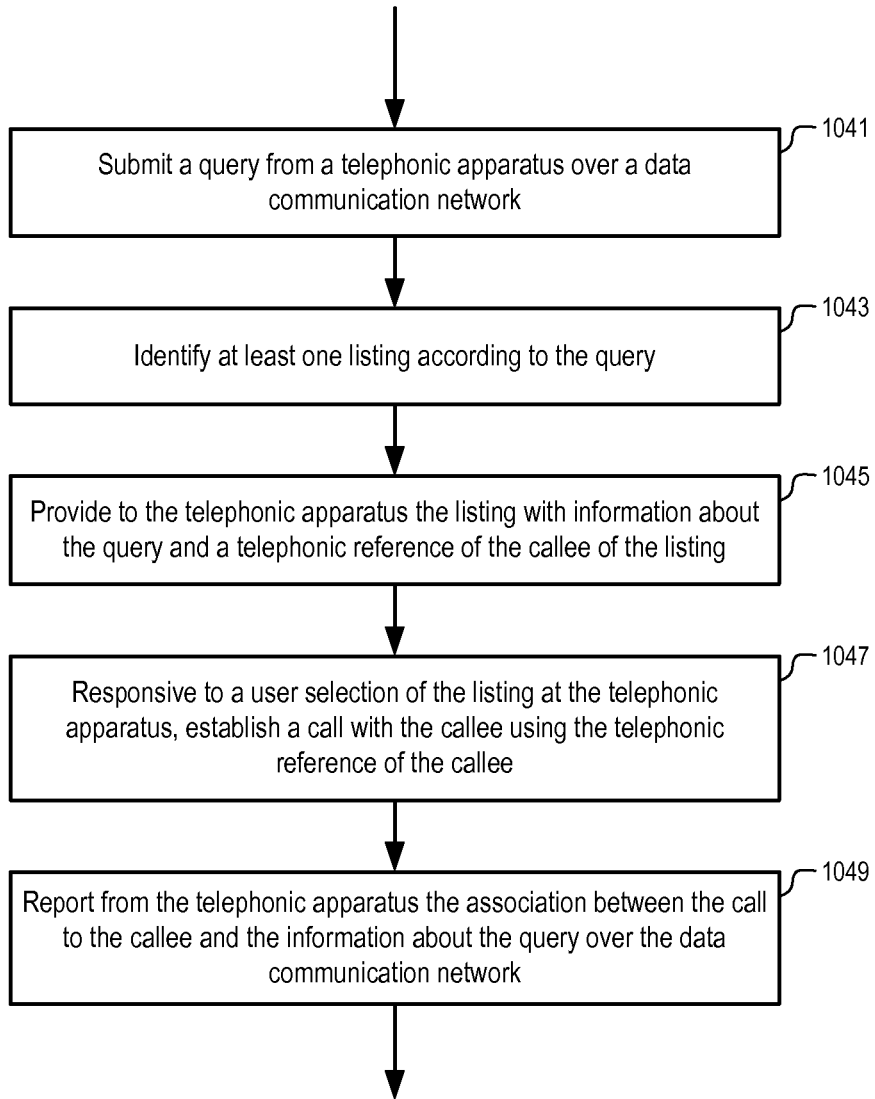 1041
Submit a query from a telephonic apparatus over a data
communication network
1043
Identify at least one listing according to the query
1045
Provide to the telephonic apparatus the listing with information about
the query and a telephonic reference of the callee of the listing
1047
Responsive to a user selection of the listing at the telephonic
apparatus, establish a call with the callee using the telephonic
reference of the callee
1049
Report from the telephonic apparatus the association between the call
to the callee and the information about the query over the data
communication network